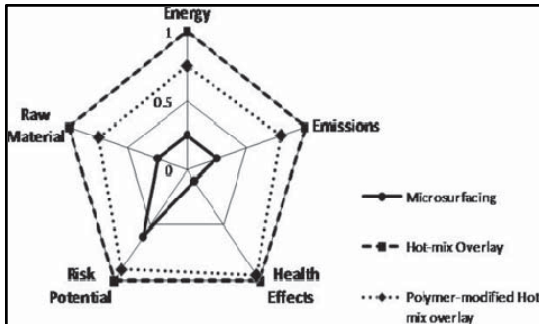 Energy
1
0.5
0
Raw
Material
Emissions
Risk
Potential
Health
Effects
Microsurfacing
Hot-mix Overlay
Polymer-modified Hot
mix overlay